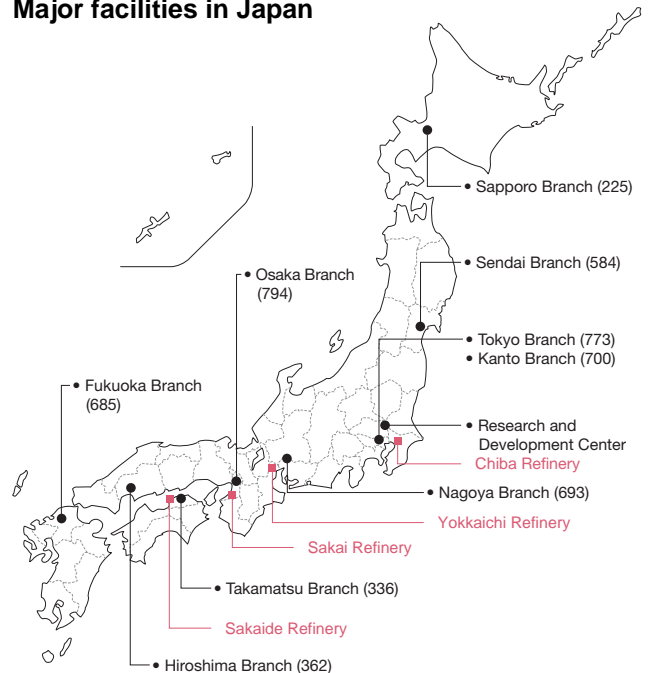 Major facilities in Japan
• Sapporo Branch (225)
• Sendai Branch (584)
• Osaka Branch
(794)
• Tokyo Branch (773)
• Kanto Branch (700)
• Fukuoka Branch
(685)
• Research and
Development Center
Chiba Refinery
• Nagoya Branch (693)
Yokkaichi Refinery
Sakai Refinery
• Takamatsu Branch (336)
Sakaide Refinery
• Hiroshima Branch (362)